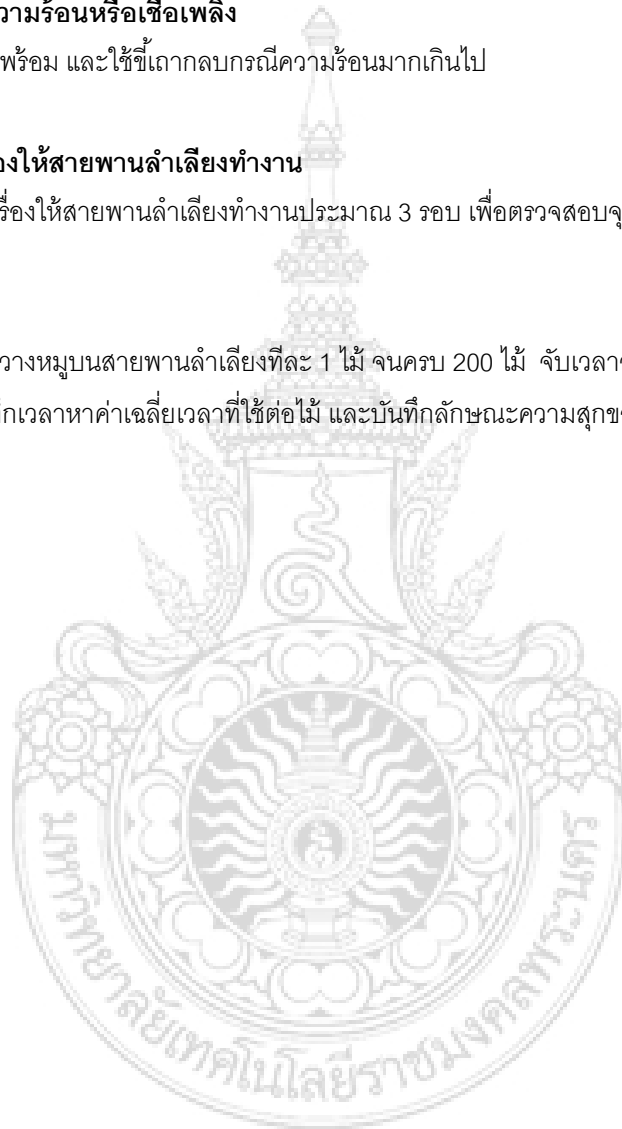 วามร้อนหรือเชื้อเพลิง
พร้อม และใช้ขี้เถากลบกรณีความร้อนมากเกินไป
องให้สายพานลำเลียงทำงาน
รื่องให้สายพานลำเลียงทำงานประมาณ 3 รอบ เพื่อตรวจสอบจุ
วางหมูบนสายพานลำเลียงทีละ 1 ไม้ จนครบ 200 ไม้ จับเวลาข
ึกเวลาหาค่าเฉลี่ยเวลาที่ใช้ต่อไม้ และบันทึกลักษณะความสุกข
มหาวิทยาลัยเทคโนโลยีราชมงคลพระนคร